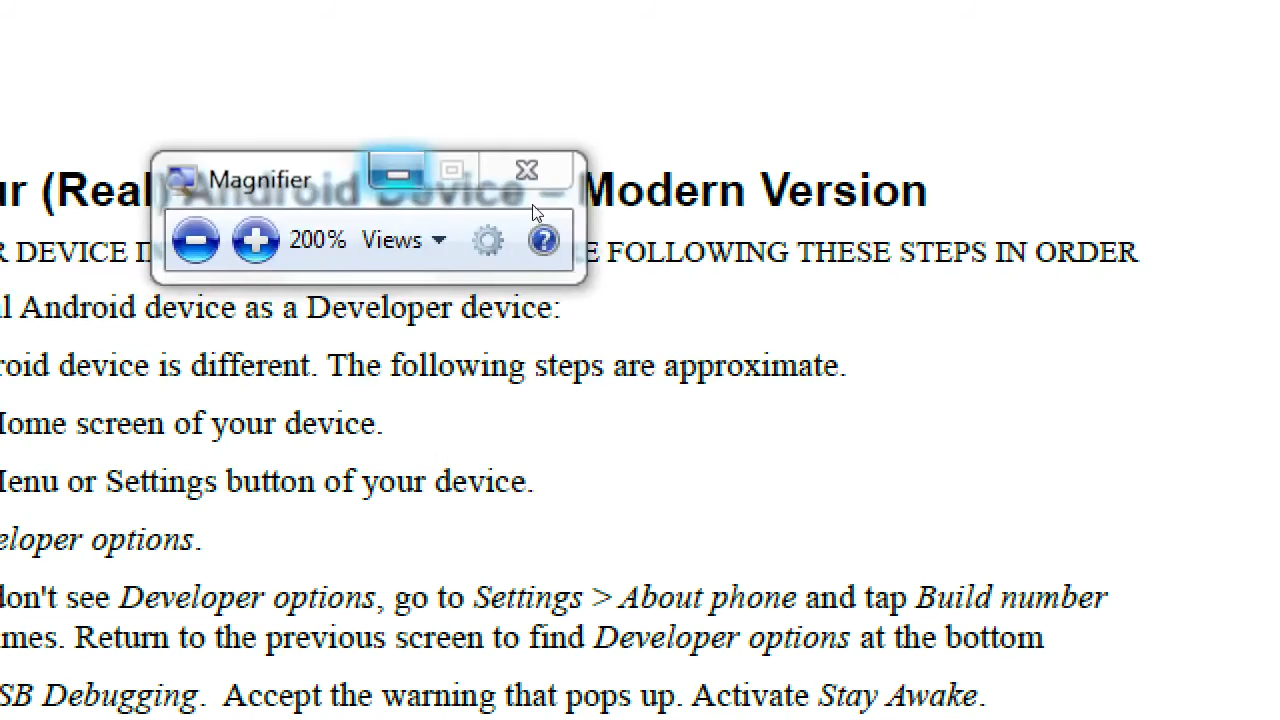 ur (Real) Android Device – Modern Version
Magnifier
200% Views
R DEVICE I E FOLLOWING THESE STEPS IN ORDER
l Android device as a Developer device:
roid device is different. The following steps are approximate.
Home screen of your device.
Menu or Settings button of your device.
eloper options.
don't see Developer options, go to Settings > About phone and tap Build number
mes. Return to the previous screen to find Developer options at the bottom
SB Debugging. Accept the warning that pops up. Activate Stay Awake.